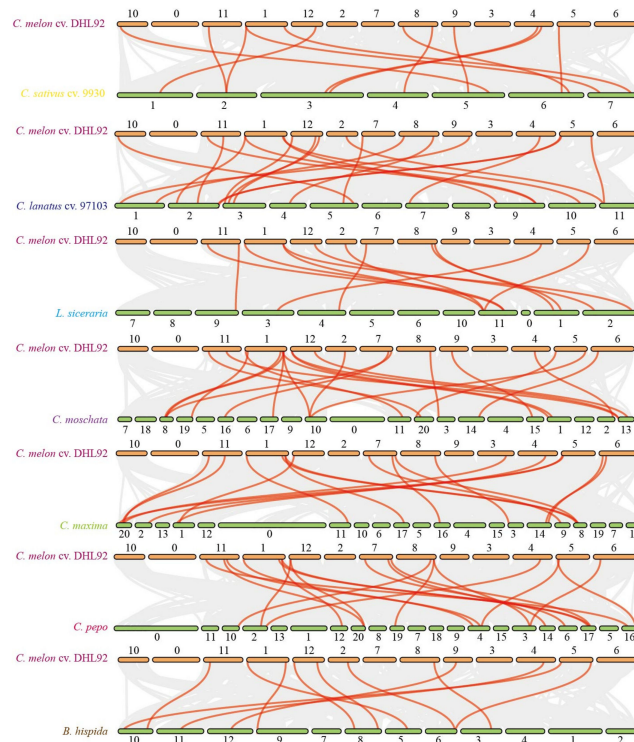 10 0 11 1 12 2 7 8 9 3 4 5 6
C. melon cv. DHL92
C. sativus cv. 9930
1 2 3 4 5 6 7
10 0 11 1 12 2 7 8 9 3 4 5 6
C. melon cv. DHL92
C. lanatus cv. 97103
1 2 3 4 5 6 7 8 9 10 11
C. melon cv. DHL92
10 0 11 1 12 2 7 8 9 3 4 5 6
L. siceraria
7 8 9 3 4 5 6 10 11 0 1 2
C. melon cv. DHL92
10 0 11 1 12 2 7 8 9 3 4 5 6
C. moschata
7 18 8 19 5 16 6 17 9 10 0 11 20 3 14 4 15 1 12 2 13
C. melon cv. DHL92
10 0 11 1 12 2 7 8 9 3 4 5 6
C. maxima
20 2 13 1 12 0 11 10 6 17 5 16 4 15 3 14 9 8 19 7 1
C. melon cv. DHL92
10 0 11 1 12 2 7 8 9 3 4 5 6
C. pepo
0 11 10 2 13 1 12 20 8 19 7 18 9 4 15 3 14 6 17 5 16
C. melon cv. DHL92
10 0 11 1 12 2 7 8 9 3 4 5 6
B. hispida
10 11 12 9 7 8 5 6 3 4 1 2